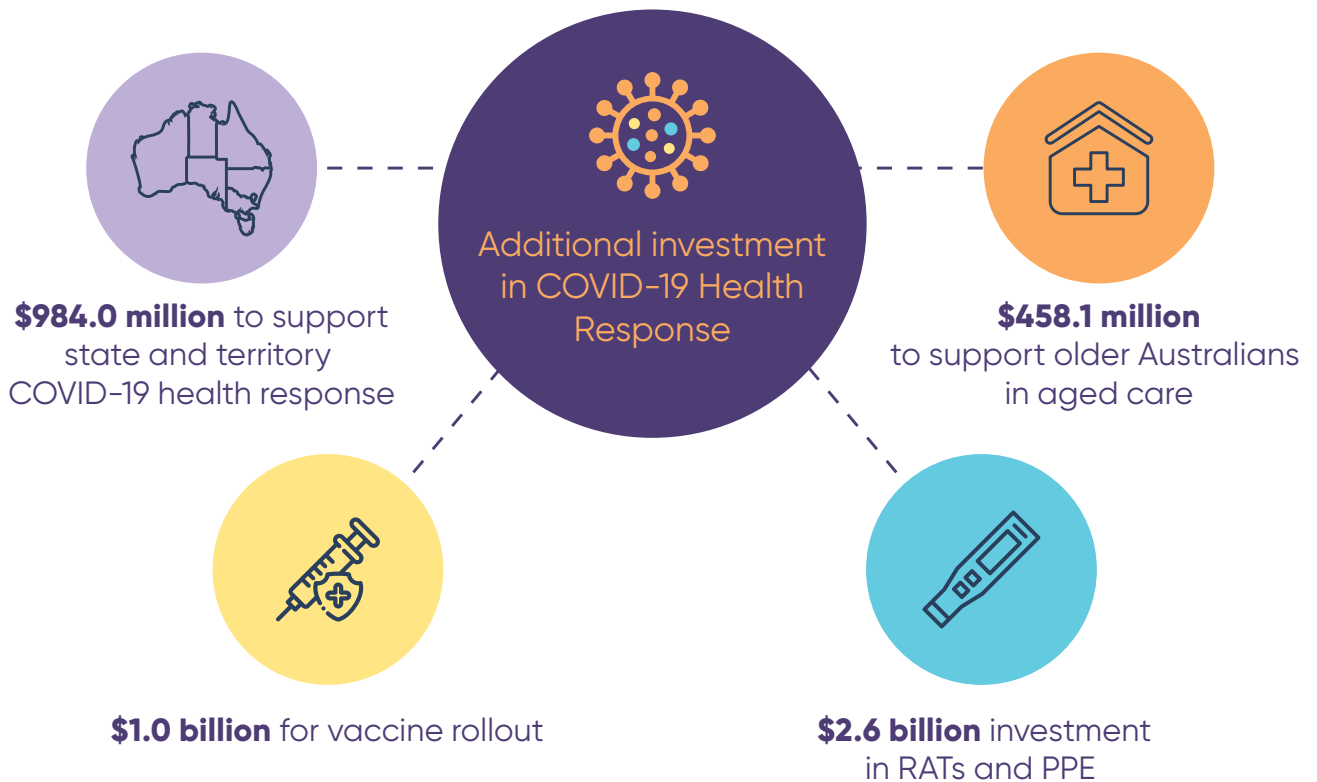 Additional investment
in COVID-19 Health
Response
$984.0 million to support
state and territory
COVID-19 health response
$458.1 million
to support older Australians
in aged care
$1.0 billion for vaccine rollout
$2.6 billion investment
in RATs and PPE